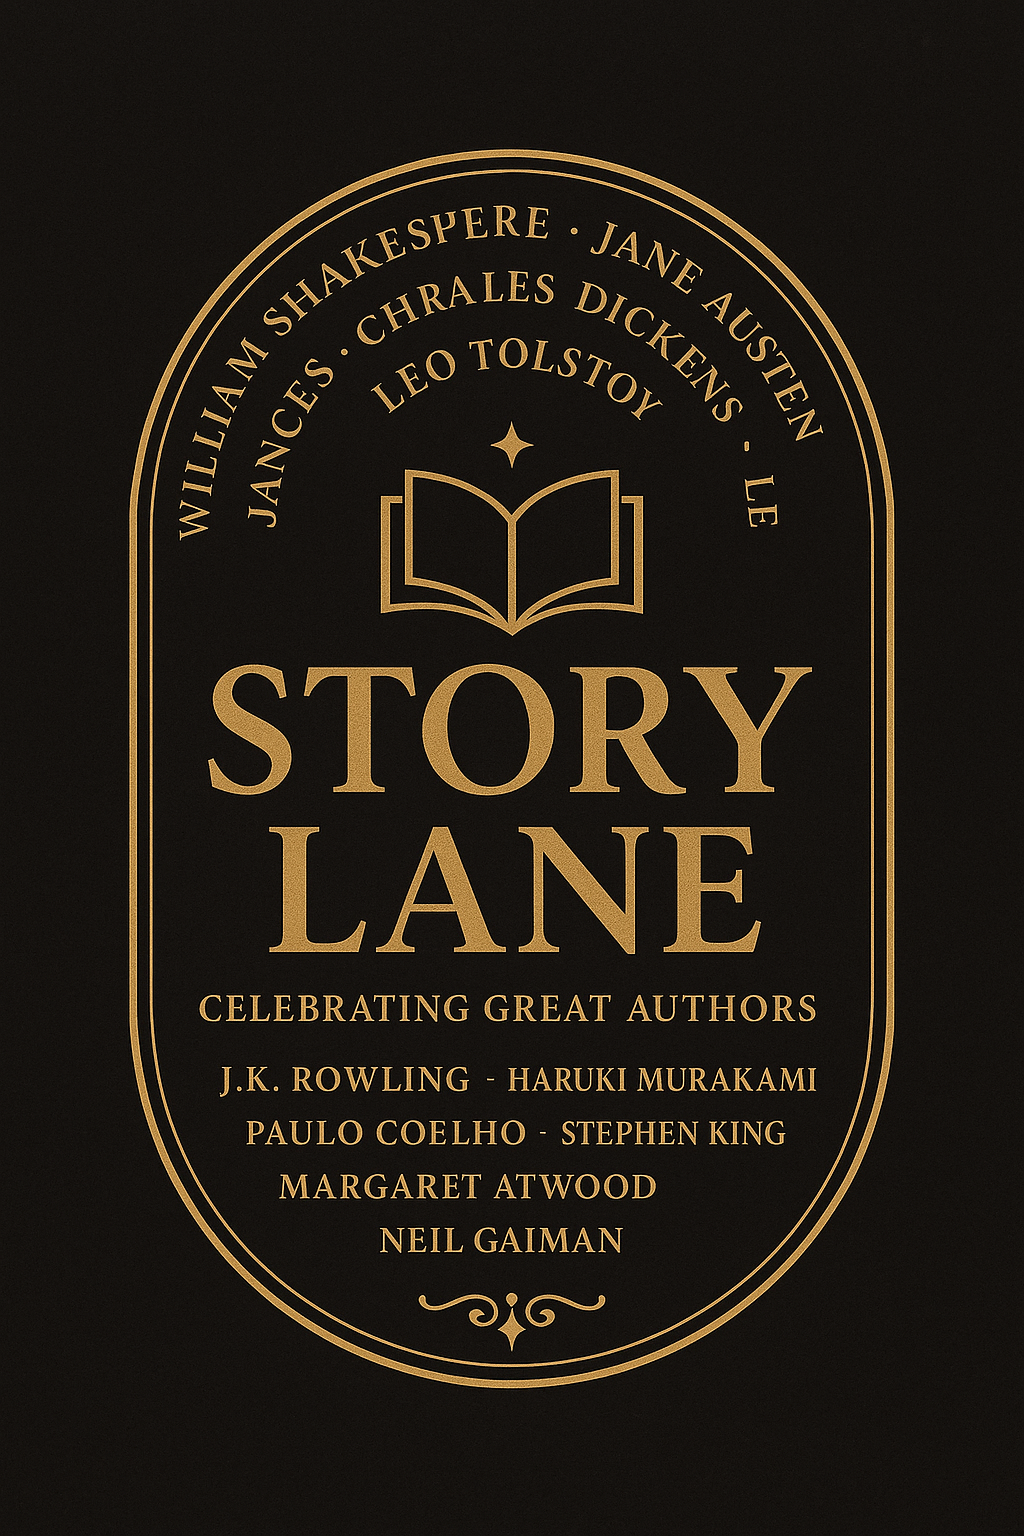 WILLIAM SHAKESPERE · JANE AUSTEN
JANCES · CHRALES DICKENS - LE
LEO TOLSTOY
STORY
LANE
CELEBRATING GREAT AUTHORS
J.K. ROWLING - HARUKI MURAKAMI
PAULO COELHO - STEPHEN KING
MARGARET ATWOOD
NEIL GAIMAN